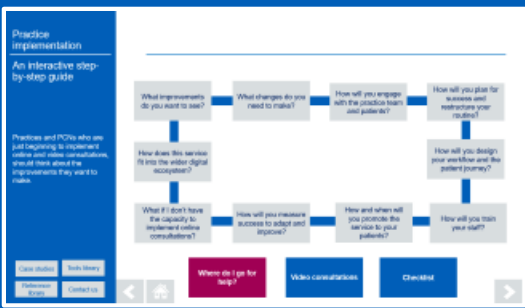 Practice
implementation
An interactive step-
by-step guide
Practices and PCNs who are
just beginning to implement
online and video consultations,
should think about the
improvements they want to
make.
Case studies
Tools library
Reference
library
Contact us
What improvements
do you want to see?
What changes do you
need to make?
How will you engage
with the practice team
and patients?
How will you plan for
success and
restructure your
routine?
How does this service
fit into the wider digital
ecosystem?
How will you design
your workflow and the
patient journey?
What if I don't have
the capacity to
implement online
consultations?
How will you measure
success to adapt and
improve?
How and when will
you promote the
service to your
patients?
How will you train
your staff?
Where do I go for
help?
Video consultations
Checklist